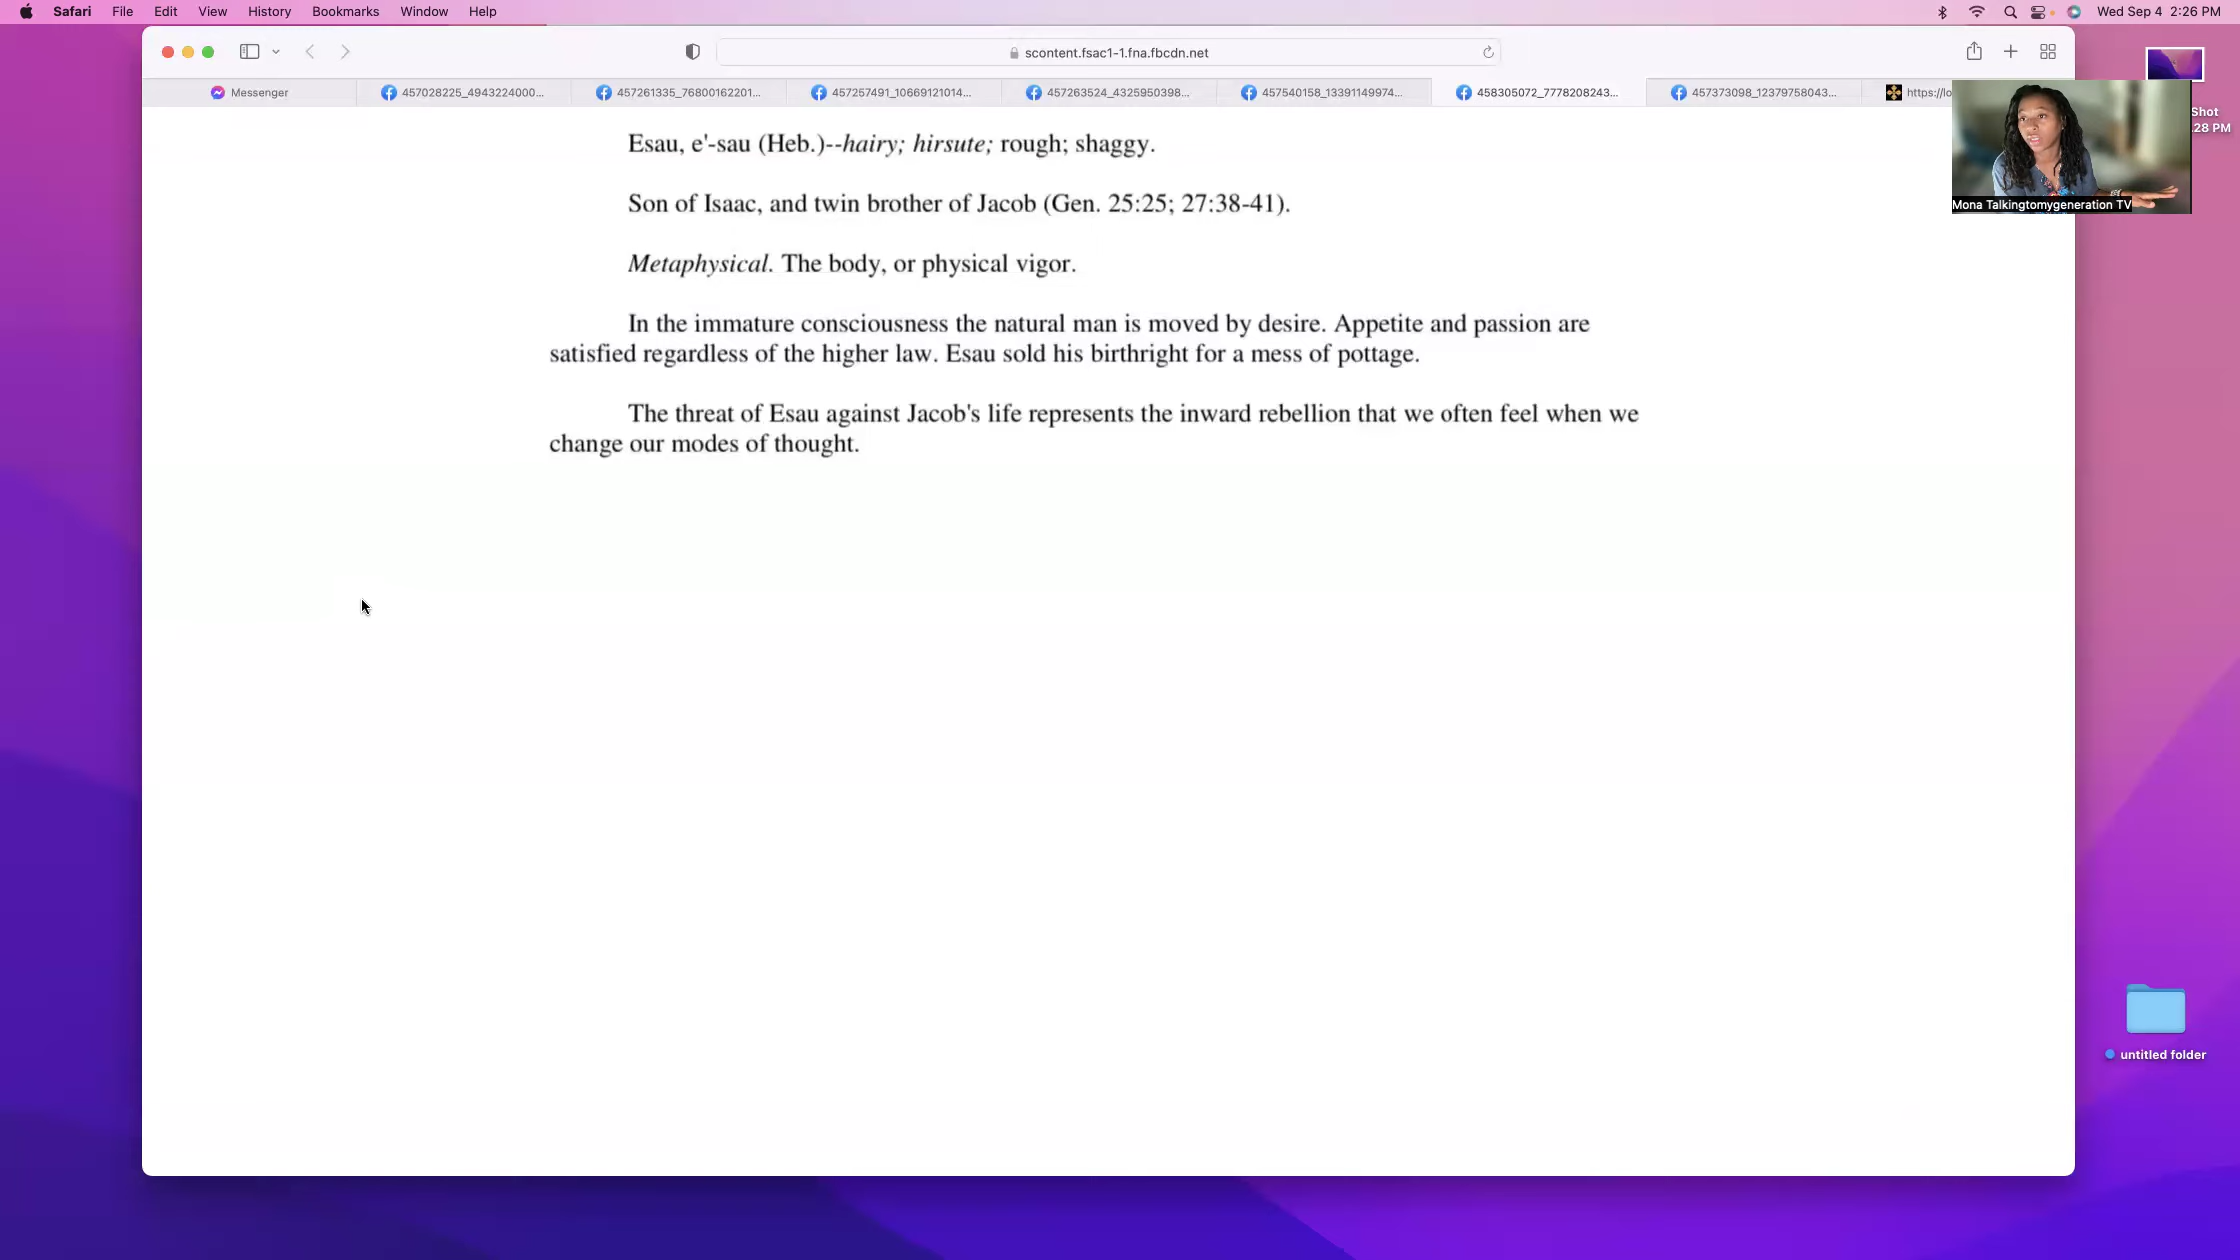 Safari File Edit View History Bookmarks Window Help Wed Sep 4 2:26 PM
scontent.fsac1-1.fna.fbcdn.net
Messenger 457028225_4943224000... 457261335_76800162201... 457257491_10669121014... 457263524_4325950398... 457540158_13391149974... 458305072_7778208243... 457373098_12379758043... https://lo
Shot
28 PM
Mona Talkingtomygeneration TV
Esau, e'-sau (Heb.)--hairy; hirsute; rough; shaggy.
Son of Isaac, and twin brother of Jacob (Gen. 25:25; 27:38-41).
Metaphysical. The body, or physical vigor.
In the immature consciousness the natural man is moved by desire. Appetite and passion are
satisfied regardless of the higher law. Esau sold his birthright for a mess of pottage.
The threat of Esau against Jacob's life represents the inward rebellion that we often feel when we
change our modes of thought.
untitled folder